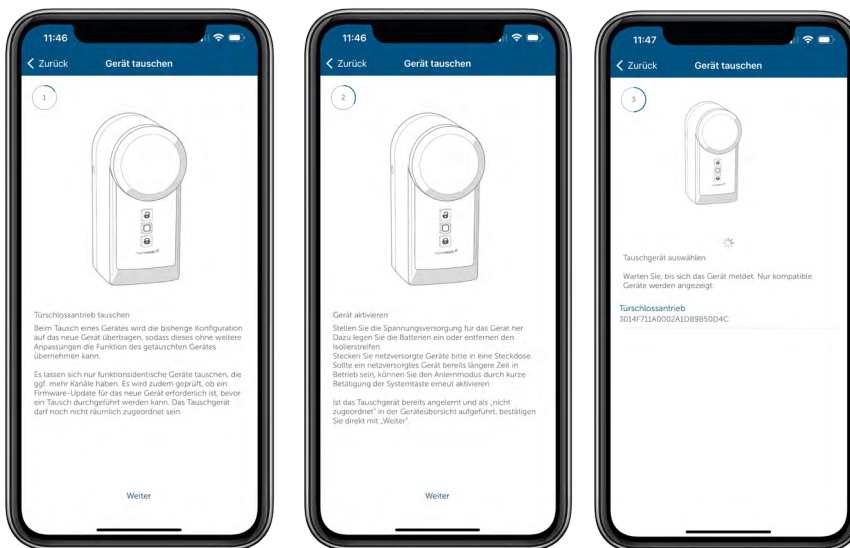 11:46
Zurück Gerät tauschen
1
Türschlossantrieb tauschen
Beim Tausch eines Gerätes wird die bisherige Konfiguration
auf das neue Gerät übertragen, sodass dieses ohne weitere
Anpassungen die Funktion des getauschten Gerätes
übernehmen kann.
Es lassen sich nur funktionsidentische Geräte tauschen, die
ggf. mehr Kanäle haben. Es wird zudem geprüft, ob ein
Firmware-Update für das neue Gerät erforderlich ist, bevor
ein Tausch durchgeführt werden kann. Das Tauschgerät
darf noch nicht räumlich zugeordnet sein.
Weiter
11:46
Zurück Gerät tauschen
2
Gerät aktivieren
Stellen Sie die Spannungsversorgung für das Gerät her.
Dazu legen Sie die Batterien ein oder entfernen den
Isolierstreifen.
Stecken Sie netzversorgte Geräte bitte in eine Steckdose.
Sollte ein netzversorgtes Gerät bereits längere Zeit in
Betrieb sein, können Sie den Anlernmodus durch kurze
Betätigung der Systemtaste erneut aktivieren.
Ist das Tauschgerät bereits angelernt und als „nicht
zugeordnet" in der Geräteübersicht aufgeführt, bestätigen
Sie direkt mit „Weiter".
Weiter
11:47
Zurück Gerät tauschen
3
Tauschgerät auswählen
Warten Sie, bis sich das Gerät meldet. Nur kompatible
Geräte werden angezeigt:
Türschlossantrieb
3014F711A0002A1D89B50D4C